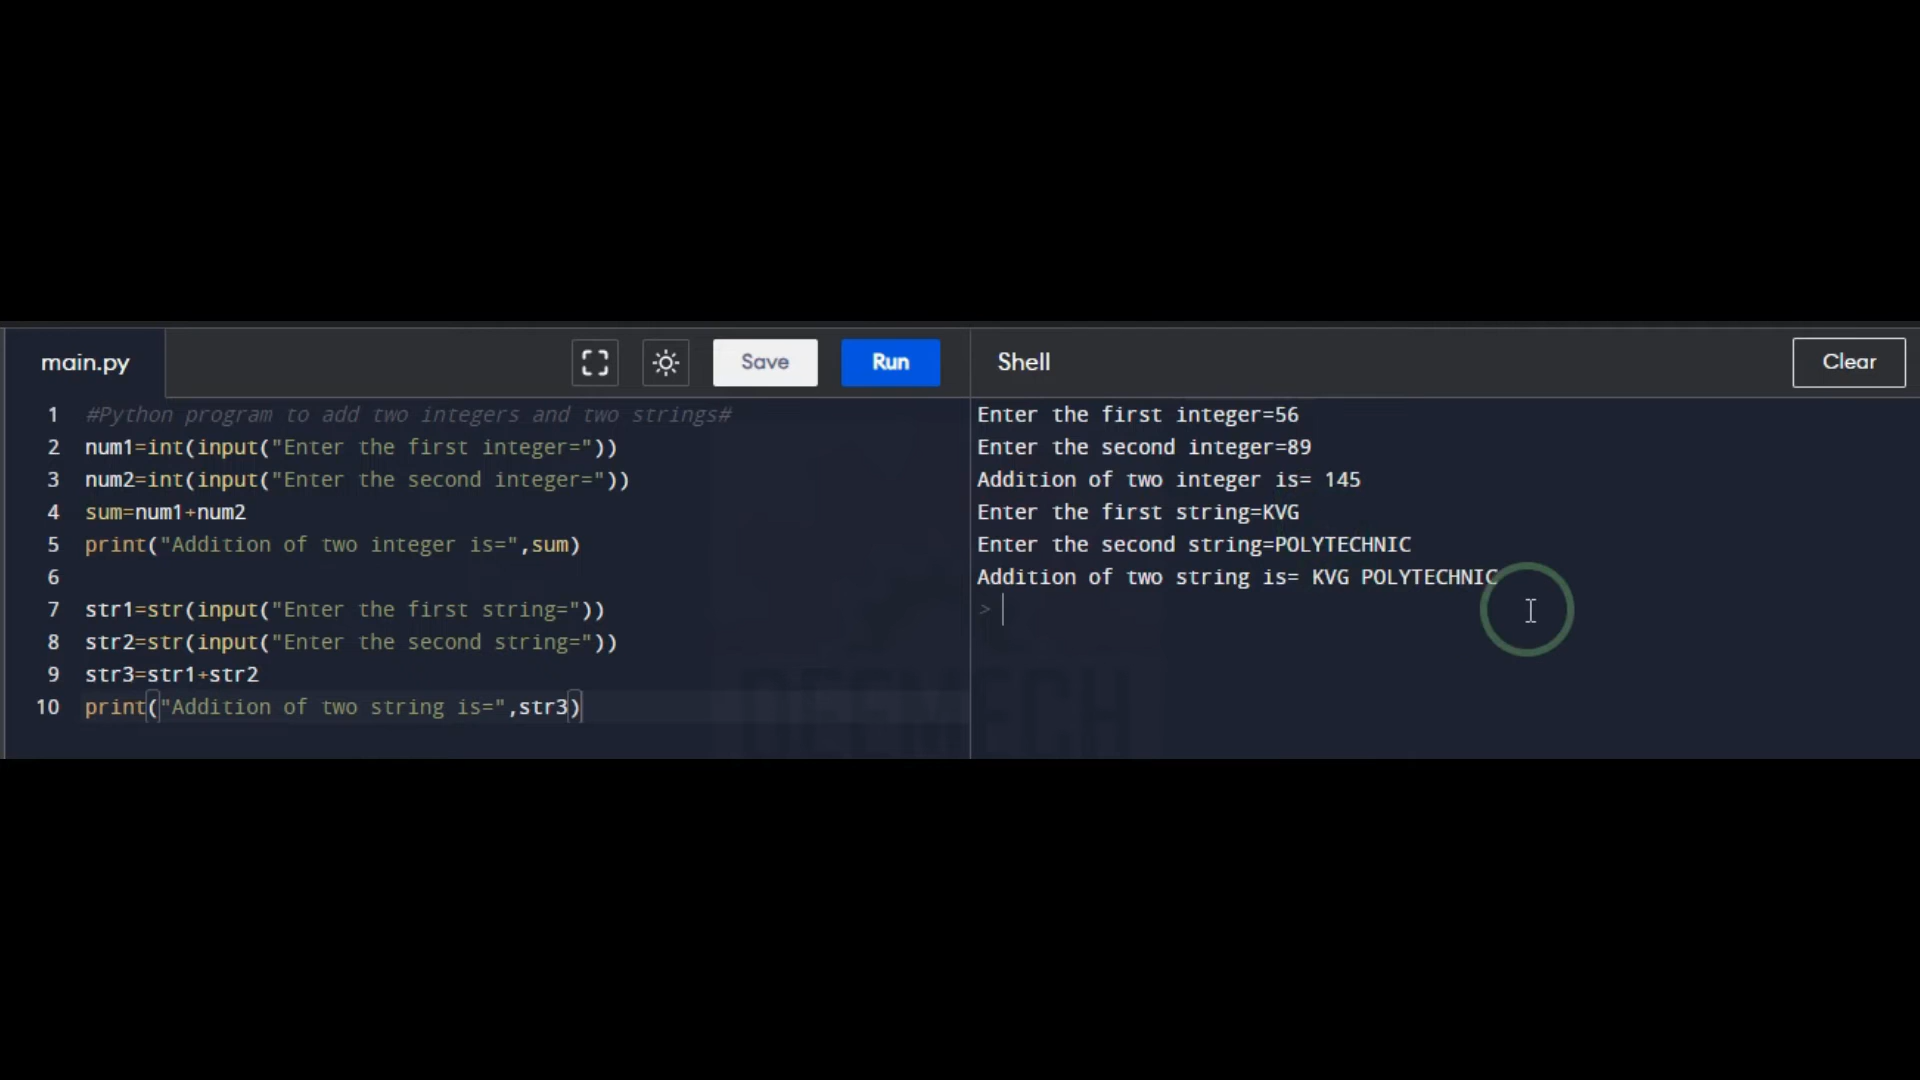 main.py
Save
Run
Shell
Clear
1 #Python program to add two integers and two strings#
2 num1=int(input("Enter the first integer="))
3 num2=int(input("Enter the second integer="))
4 sum=num1+num2
5 print("Addition of two integer is=",sum)
6
7 str1=str(input("Enter the first string="))
8 str2=str(input("Enter the second string="))
9 str3=str1+str2
10 print("Addition of two string is=",str3)
Enter the first integer=56
Enter the second integer=89
Addition of two integer is= 145
Enter the first string=KVG
Enter the second string=POLYTECHNIC
Addition of two string is= KVG POLYTECHNIC
>